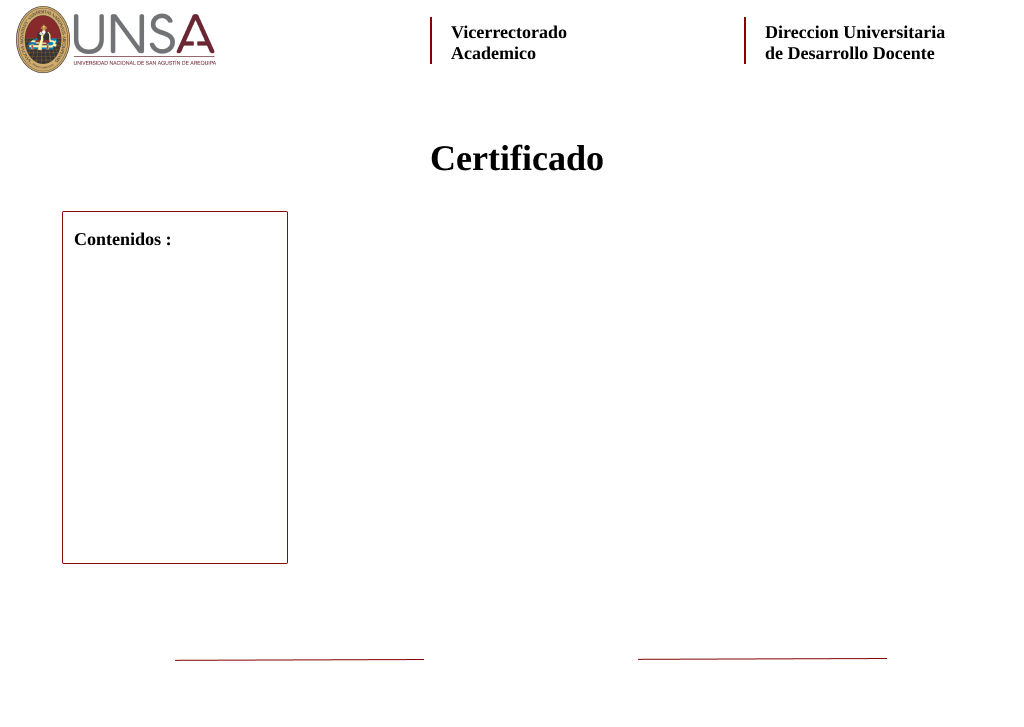 UNSA
UNIVERSIDAD NACIONAL DE SAN AGUSTÍN DE AREQUIPA
Vicerrectorado
Academico
Direccion Universitaria
de Desarrollo Docente
Certificado
Contenidos :